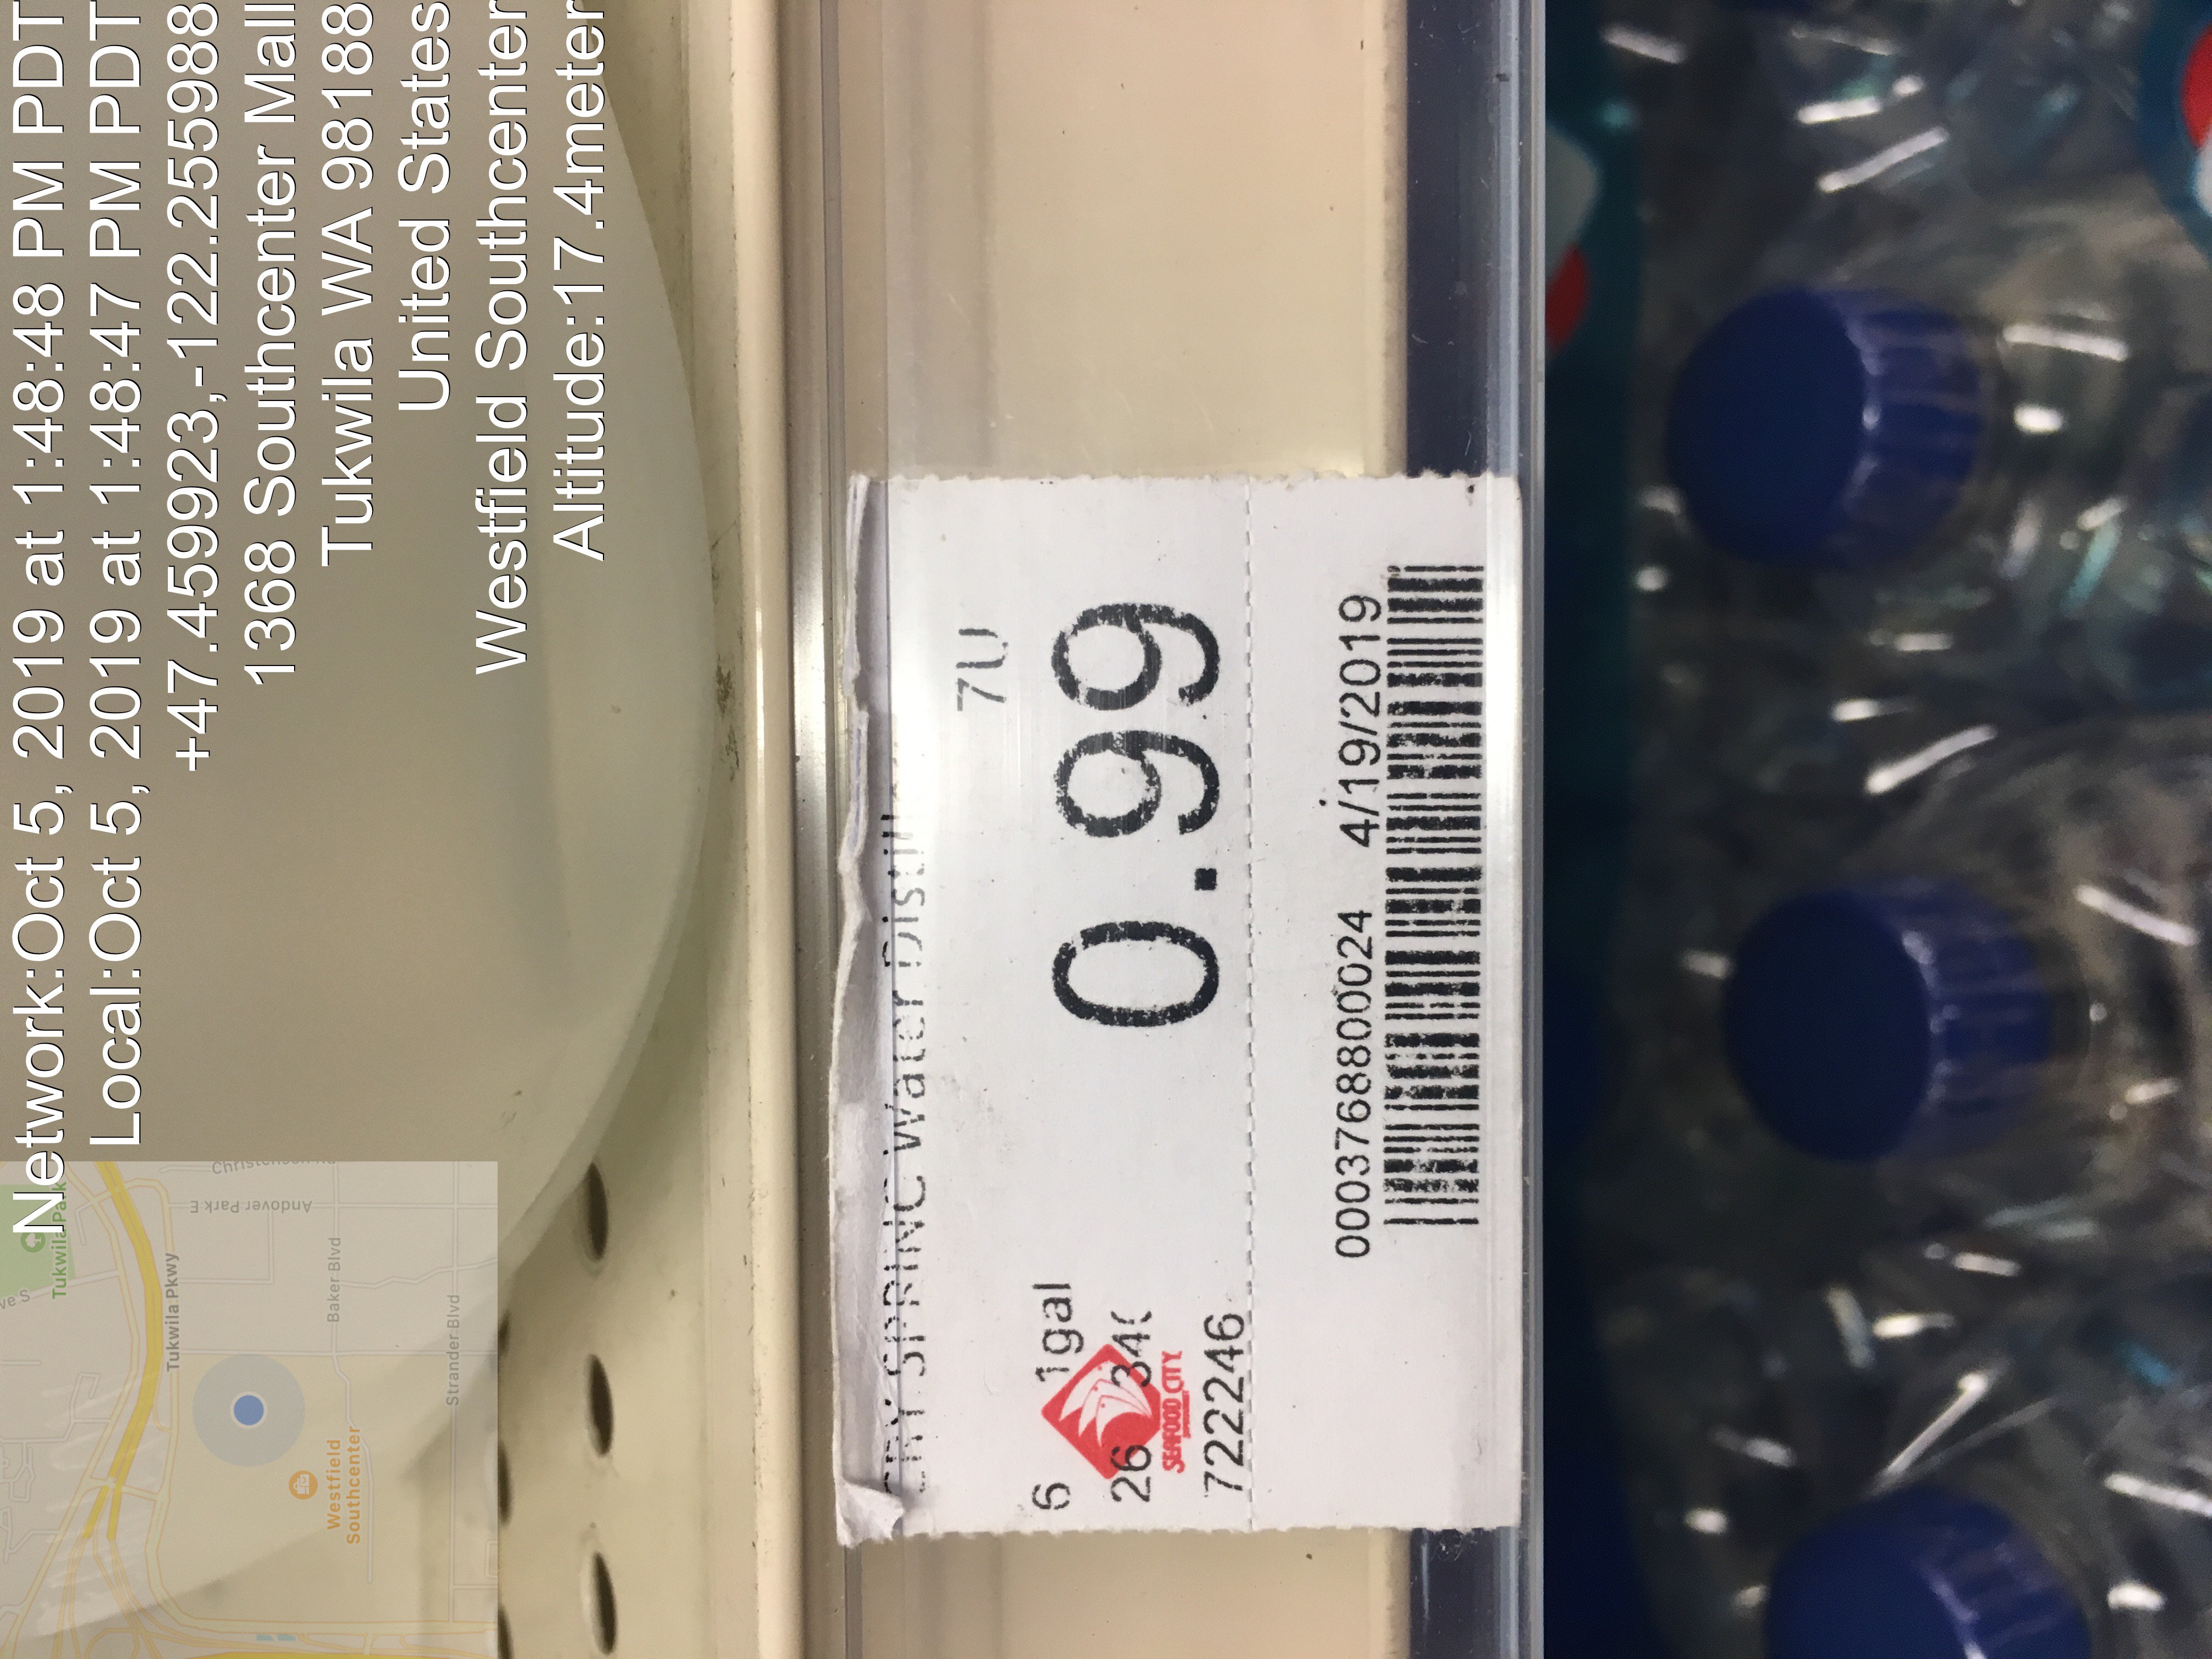 Network:Oct 5, 2019 at 1:48:48 PM PDT
Local:Oct 5, 2019 at 1:48:47 PM PDT
+47.459923,-122.255988
1368 Southcenter Mall
Tukwila WA 98188
United States
Westfield Southcenter
Altitude:17.4meter
Tukwila Park
Tukwila Pkwy
Andover Park E
Westfield
Southcenter
Baker Blvd
Strander Blvd
CRY SPRING Water
7U
6 1gal
0.99
26
SEAFOOD CITY
722246
0003768800024 4/19/2019